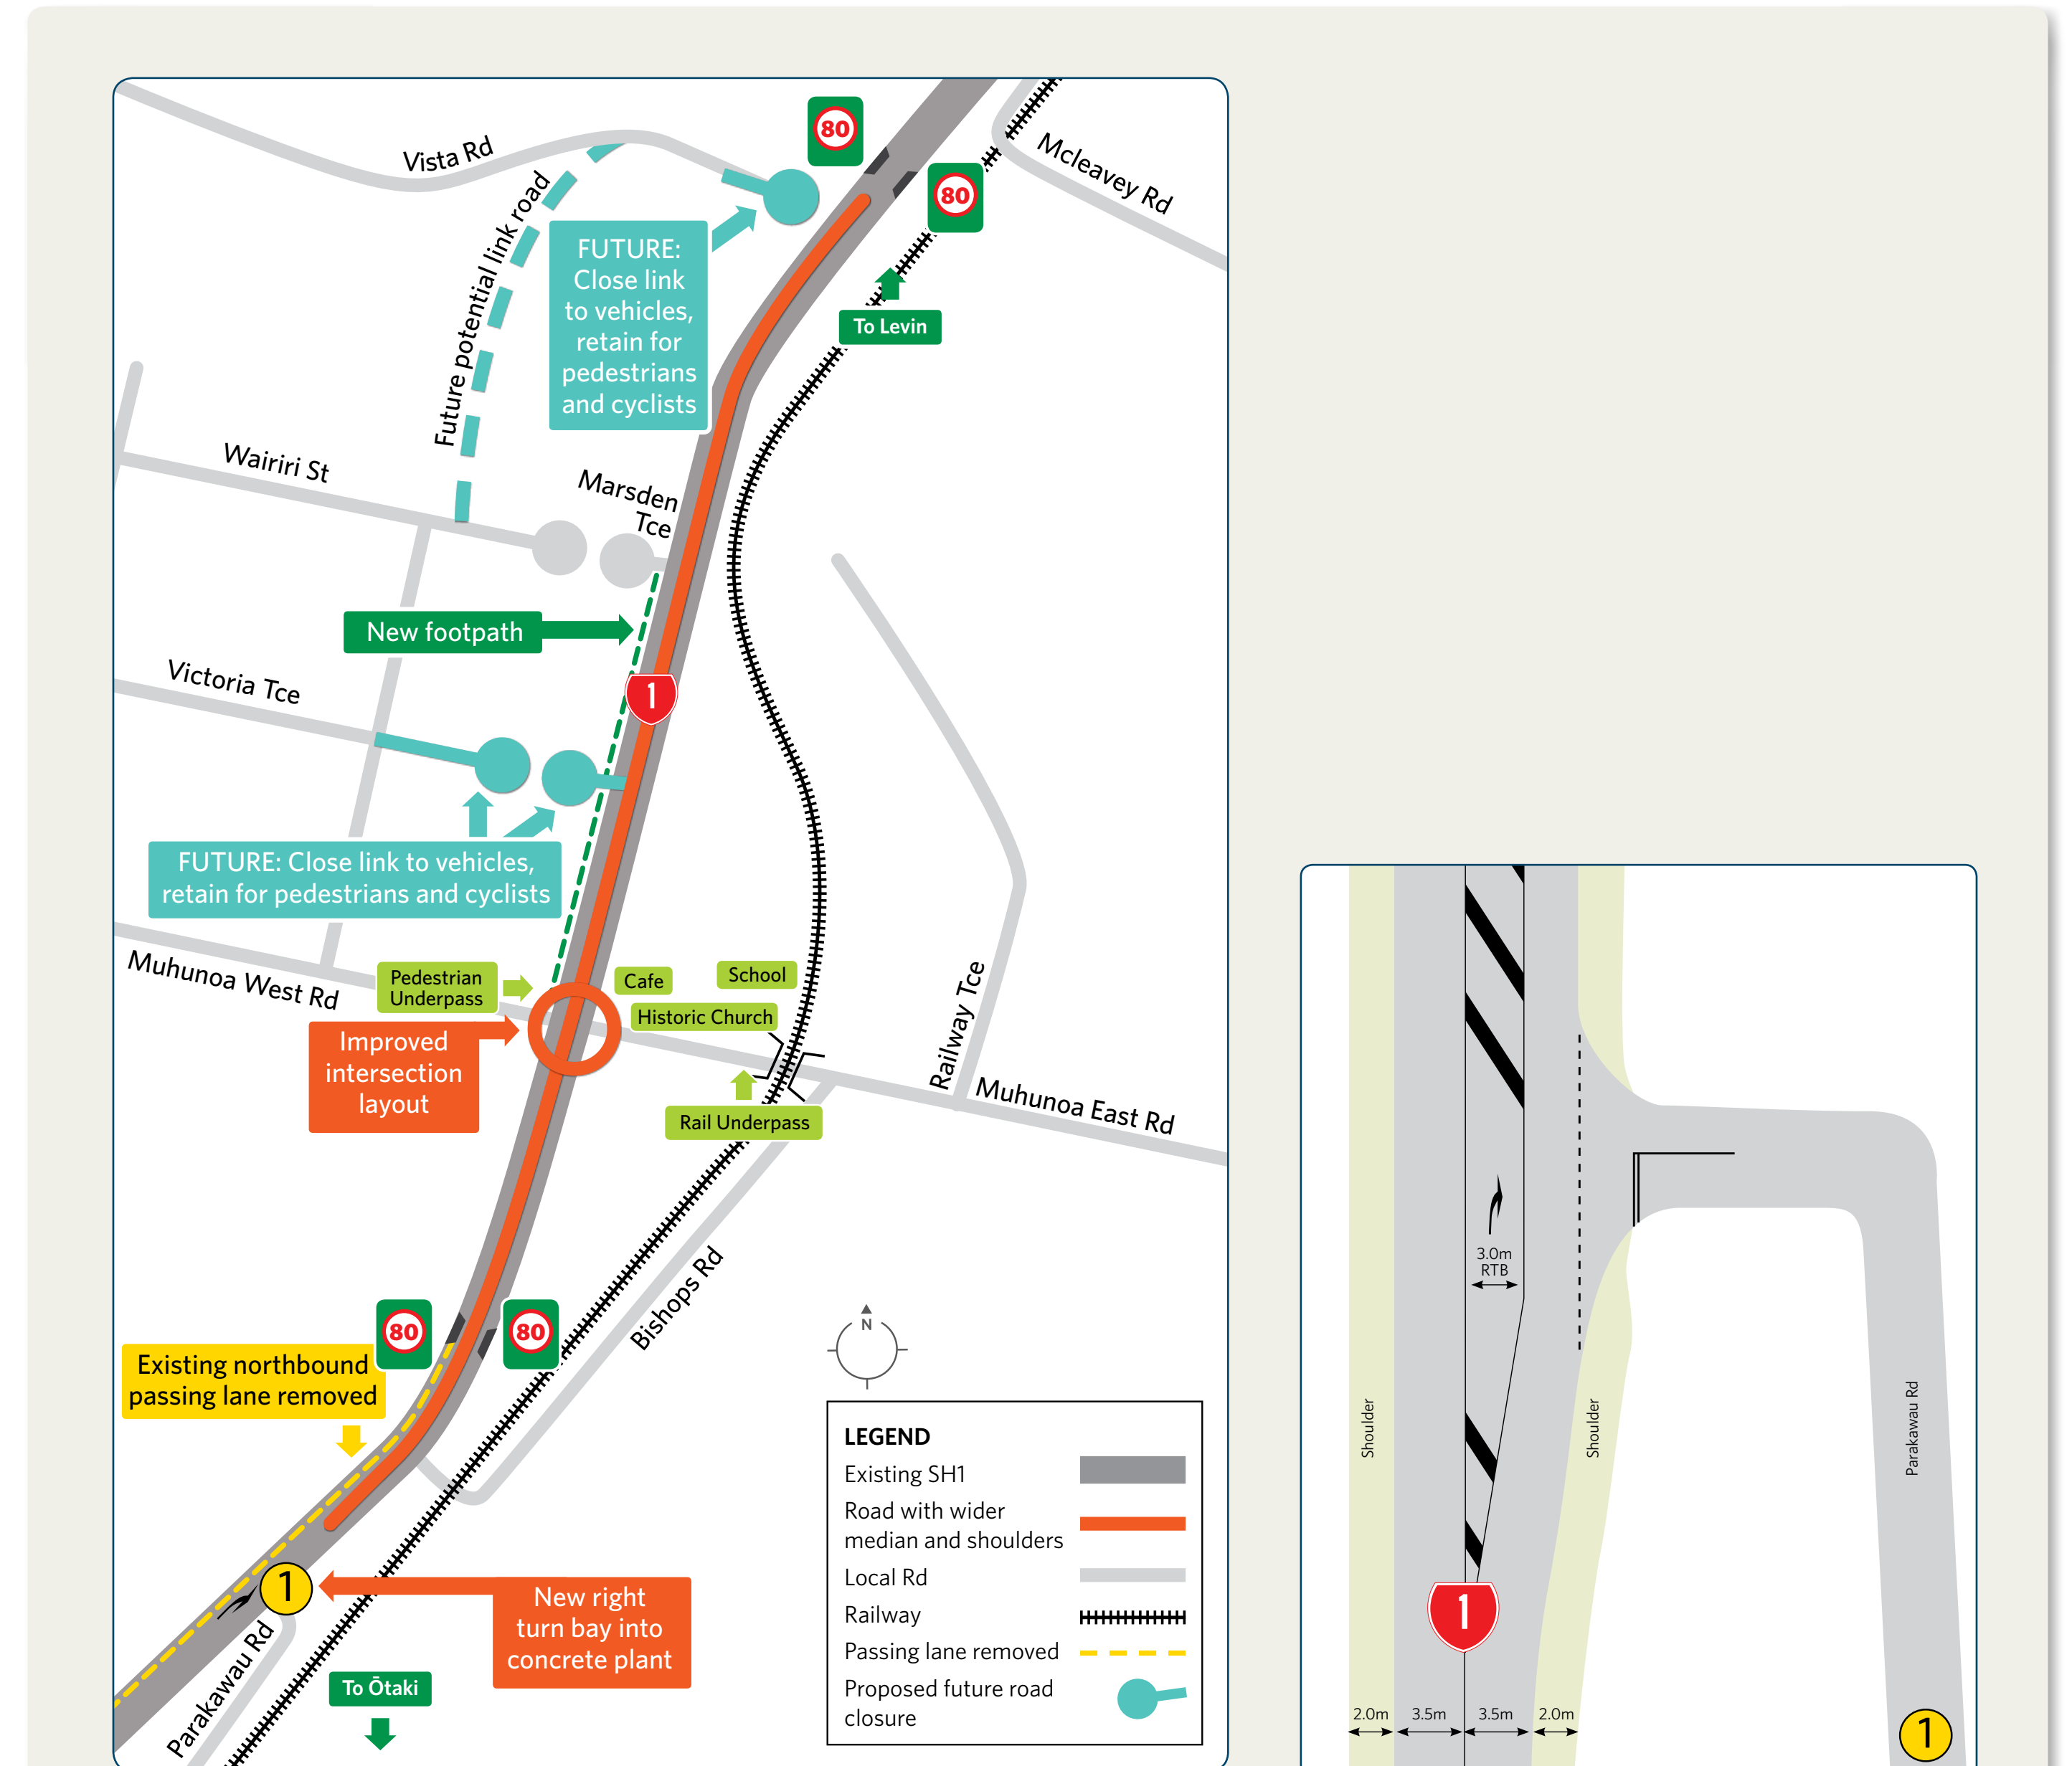 80
Vista Rd
Mcleavey Rd
80
Future potential link road
FUTURE:
Close link
to vehicles,
retain for
pedestrians
and cyclists
To Levin
Wairiri St
Marsden
Tce
New footpath
Victoria Tce
1
FUTURE: Close link to vehicles,
retain for pedestrians and cyclists
Muhunoa West Rd
Pedestrian
Underpass
Cafe
School
Historic Church
Improved
intersection
layout
Railway Tce
Muhunoa East Rd
Rail Underpass
Bishops Rd
80
80
Existing northbound
passing lane removed
N
1
New right
turn bay into
concrete plant
Parakawau Rd
To Ōtaki
LEGEND
Existing SH1
Road with wider
median and shoulders
Local Rd
Railway
Passing lane removed
Proposed future road
closure
3.0m
RTB
Shoulder
Shoulder
Parakawau Rd
1
2.0m
3.5m
3.5m
2.0m
1